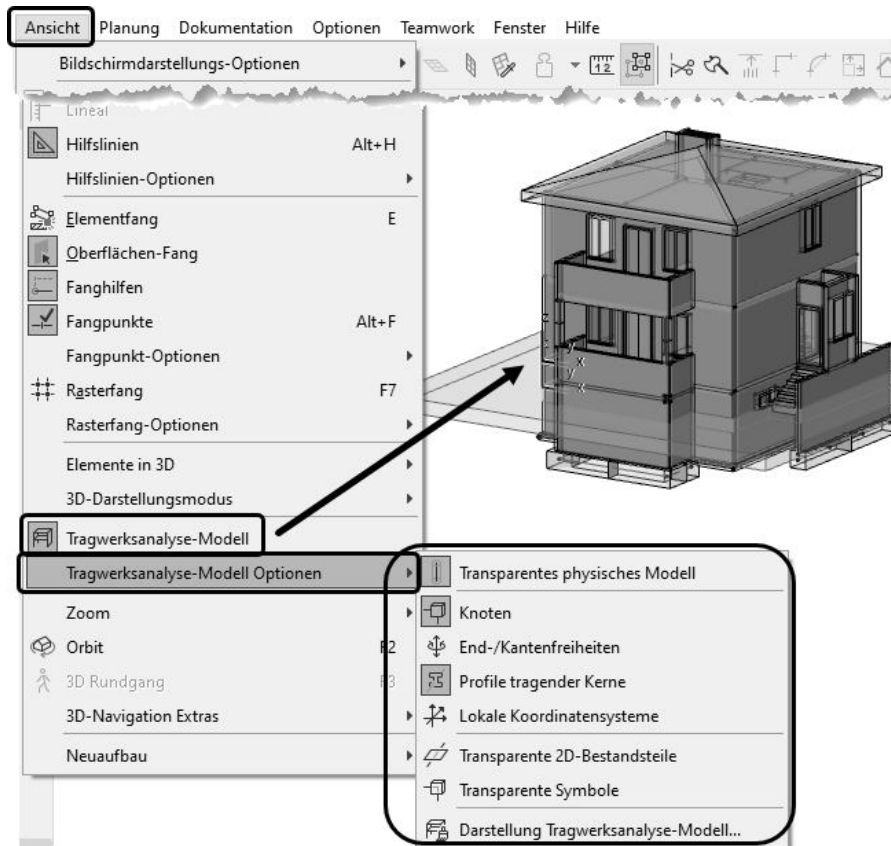 Ansicht Planung Dokumentation Optionen Teamwork Fenster Hilfe
Bildschirmdarstellungs-Optionen
12
Lineal
Hilfslinien Alt+H
Hilfslinien-Optionen
Elementfang E
Oberflächen-Fang
Fanghilfen
Fangpunkte Alt+F
Fangpunkt-Optionen
Rasterfang F7
Rasterfang-Optionen
Elemente in 3D
3D-Darstellungsmodus
Tragwerksanalyse-Modell
Tragwerksanalyse-Modell Optionen
Zoom
Orbit
3D Rundgang
3D-Navigation Extras
Neuaufbau
Transparentes physisches Modell
Knoten
End-/Kantenfreiheiten
Profile tragender Kerne
Lokale Koordinatensysteme
Transparente 2D-Bestandteile
Transparente Symbole
Darstellung Tragwerksanalyse-Modell...
z
y
x
y
x